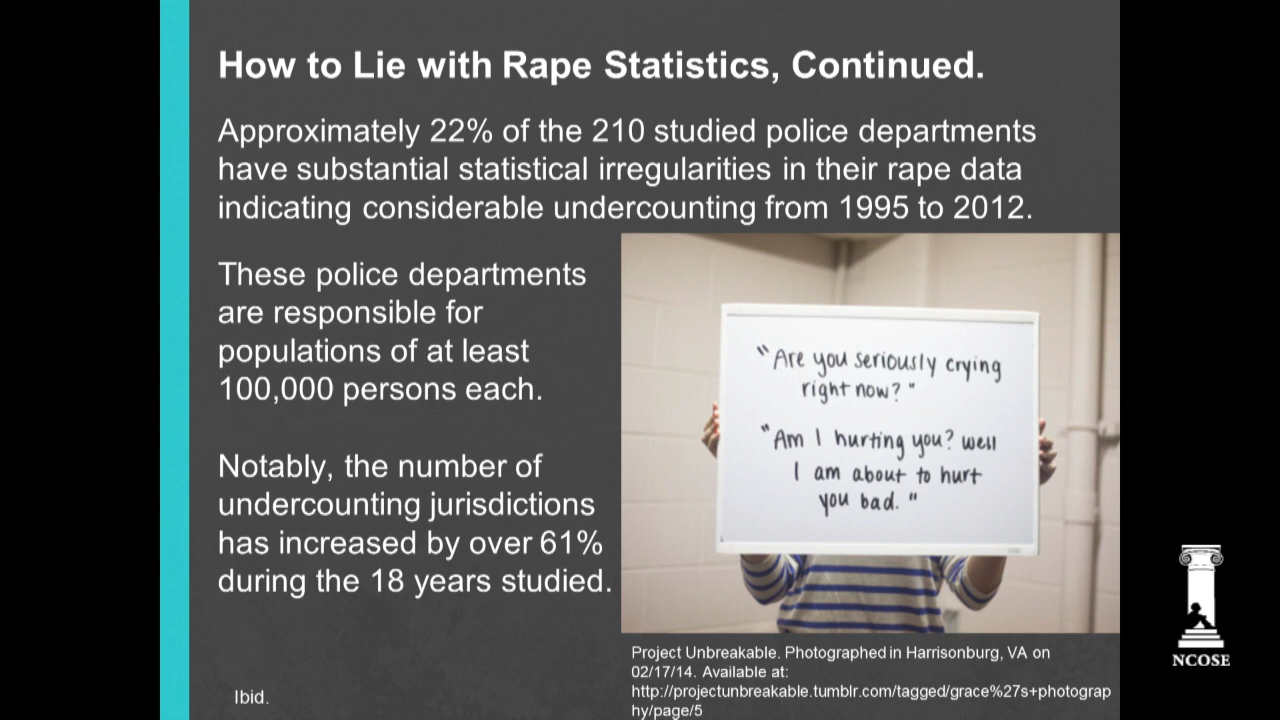 How to Lie with Rape Statistics, Continued.
Approximately 22% of the 210 studied police departments
have substantial statistical irregularities in their rape data
indicating considerable undercounting from 1995 to 2012.
These police departments
are responsible for
populations of at least
100,000 persons each.
Notably, the number of
undercounting jurisdictions
has increased by over 61%
during the 18 years studied.
"Are you seriously crying
right now?"
"Am I hurting you? well
I am about to hurt
you bad."
Project Unbreakable. Photographed in Harrisonburg, VA on
02/17/14. Available at:
http://projectunbreakable.tumblr.com/tagged/grace%27s+photograp
hy/page/5
Ibid.
NCOSE